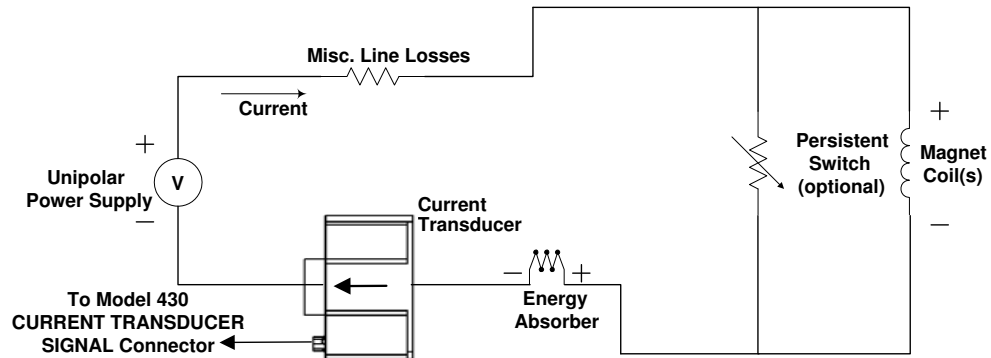 Misc. Line Losses
Current
+
Unipolar
Power Supply
V
−
Persistent
Switch
(optional)
+
Magnet
Coil(s)
−
Current
Transducer
− +
Energy
Absorber
To Model 430
CURRENT TRANSDUCER
SIGNAL Connector